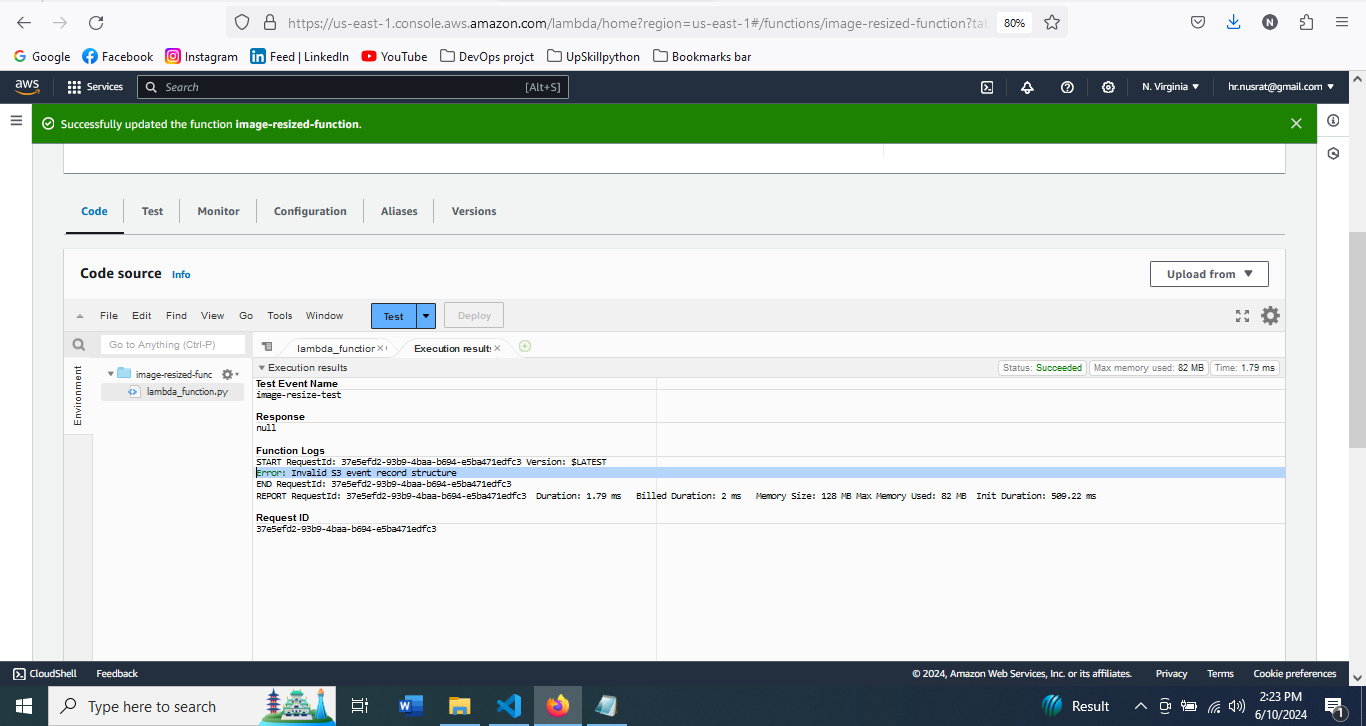 https://us-east-1.console.aws.amazon.com/lambda/home?region=us-east-1#/functions/image-resized-function?tab
80%
N
Google
Facebook
Instagram
Feed | LinkedIn
YouTube
DevOps projct
UpSkillpython
Bookmarks bar
aws
Services
Search
[Alt+S]
N. Virginia
hr.nusrat@gmail.com
Successfully updated the function image-resized-function.
Code
Test
Monitor
Configuration
Aliases
Versions
Code source
Info
Upload from
File
Edit
Find
View
Go
Tools
Window
Test
Deploy
Go to Anything (Ctrl-P)
lambda_function
Execution results
Environment
image-resized-func
lambda_function.py
Execution results
Status: Succeeded
Max memory used: 82 MB
Time: 1.79 ms
Test Event Name
image-resize-test
Response
null
Function Logs
START RequestId: 37e5efd2-93b9-4baa-b694-e5ba471edfc3 Version: $LATEST
Error: Invalid S3 event record structure
END RequestId: 37e5efd2-93b9-4baa-b694-e5ba471edfc3
REPORT RequestId: 37e5efd2-93b9-4baa-b694-e5ba471edfc3 Duration: 1.79 ms Billed Duration: 2 ms Memory Size: 128 MB Max Memory Used: 82 MB Init Duration: 509.22 ms
Request ID
37e5efd2-93b9-4baa-b694-e5ba471edfc3
CloudShell
Feedback
© 2024, Amazon Web Services, Inc. or its affiliates.
Privacy
Terms
Cookie preferences
Type here to search
W
Result
2:23 PM
6/10/2024
1